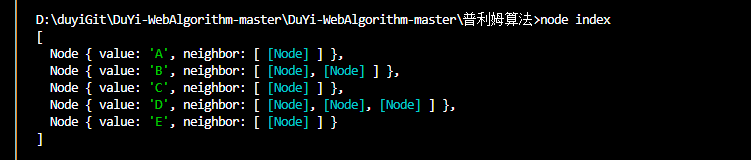 D:\duyiGit\DuYi-WebAlgorithm-master\DuYi-WebAlgorithm-master\普利姆算法>node index
[
  Node { value: 'A', neighbor: [ [Node] ] },
  Node { value: 'B', neighbor: [ [Node], [Node] ] },
  Node { value: 'C', neighbor: [ [Node] ] },
  Node { value: 'D', neighbor: [ [Node], [Node], [Node] ] },
  Node { value: 'E', neighbor: [ [Node] ] }
]